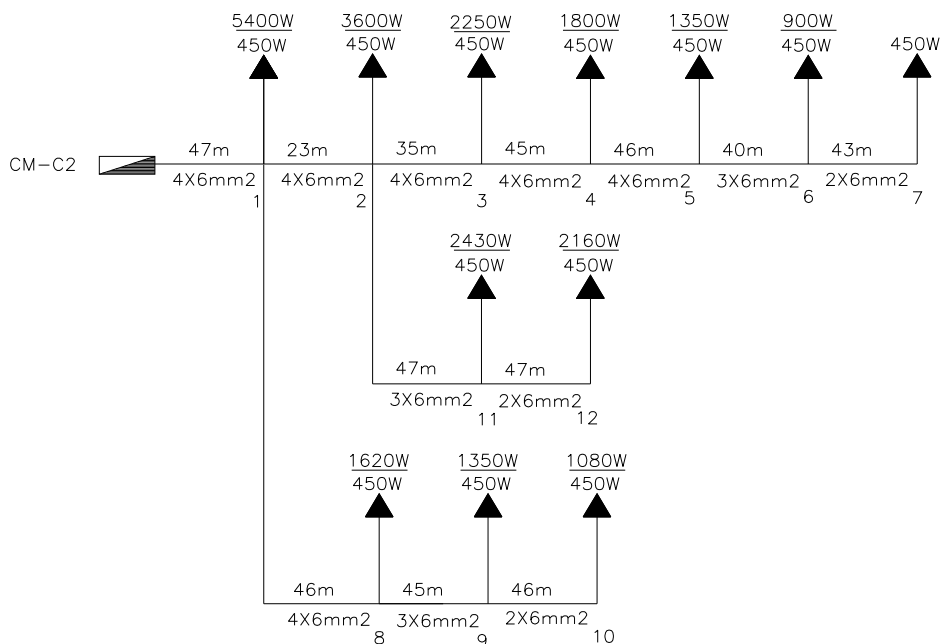 5400W 3600W 2250W 1800W 1350W 900W
450W 450W 450W 450W 450W 450W 450W
47m 23m 35m 45m 46m 40m 43m
CM-C2
4X6mm2 4X6mm2 4X6mm2 4X6mm2 4X6mm2 3X6mm2 2X6mm2
1 2 3 4 5 6 7
2430W 2160W
450W 450W
47m 47m
3X6mm2 2X6mm2
11 12
1620W 1350W 1080W
450W 450W 450W
46m 45m 46m
4X6mm2 3X6mm2 2X6mm2
8 9 10